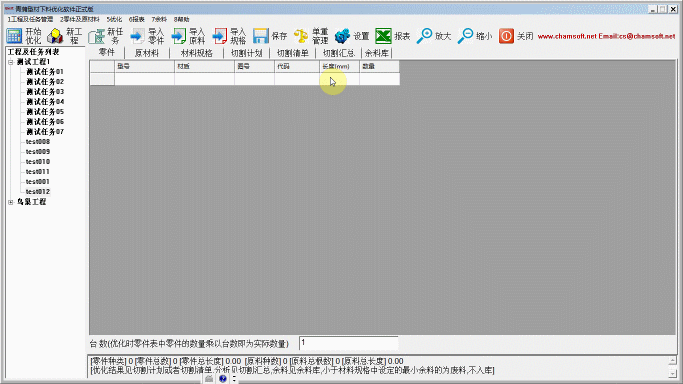 青蜂型材下料优化软件正式版
1工程及任务管理 2零件及原材料 5优化 6报表 7余料 8帮助
开始优化 新工程 新任务 导入零件 导入原料 导入规格 保存 单重管理 设置 报表 放大 缩小 关闭 www.chamsoft.net Email:cs@chamsoft.net
工程及任务列表
零件 原材料 材料规格 切割计划 切割清单 切割汇总 余料库
型号 材质 图号 代码 长度(mm) 数量
测试工程1
测试任务01
测试任务02
测试任务03
测试任务04
测试任务05
测试任务06
测试任务07
test008
test009
test010
test011
test001
test012
鸟巢工程
台 数(优化时零件表中零件的数量乘以台数即为实际数量) 1
[零件种类] 0 [零件总数] 0 [零件总长度] 0.00 [原料种数] 0 [原料总根数] 0 [原料总长度] 0.00
[优化结果见切割计划或者切割清单,分析见切割汇总,余料见余料库,小于材料规格中设定的最小余料的为废料,不入库]